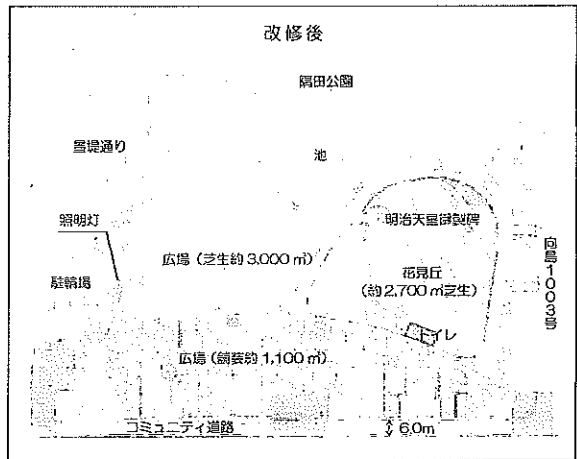 改修後
隅田公園
墨堤通り
池
照明灯
明治天皇御製碑
広場（芝生約3,000㎡）
駐輪場
花見丘
（約2,700㎡芝生）
向島1003号
トイレ
広場（舗装約1,100㎡）
コミュニティ道路
6.0m